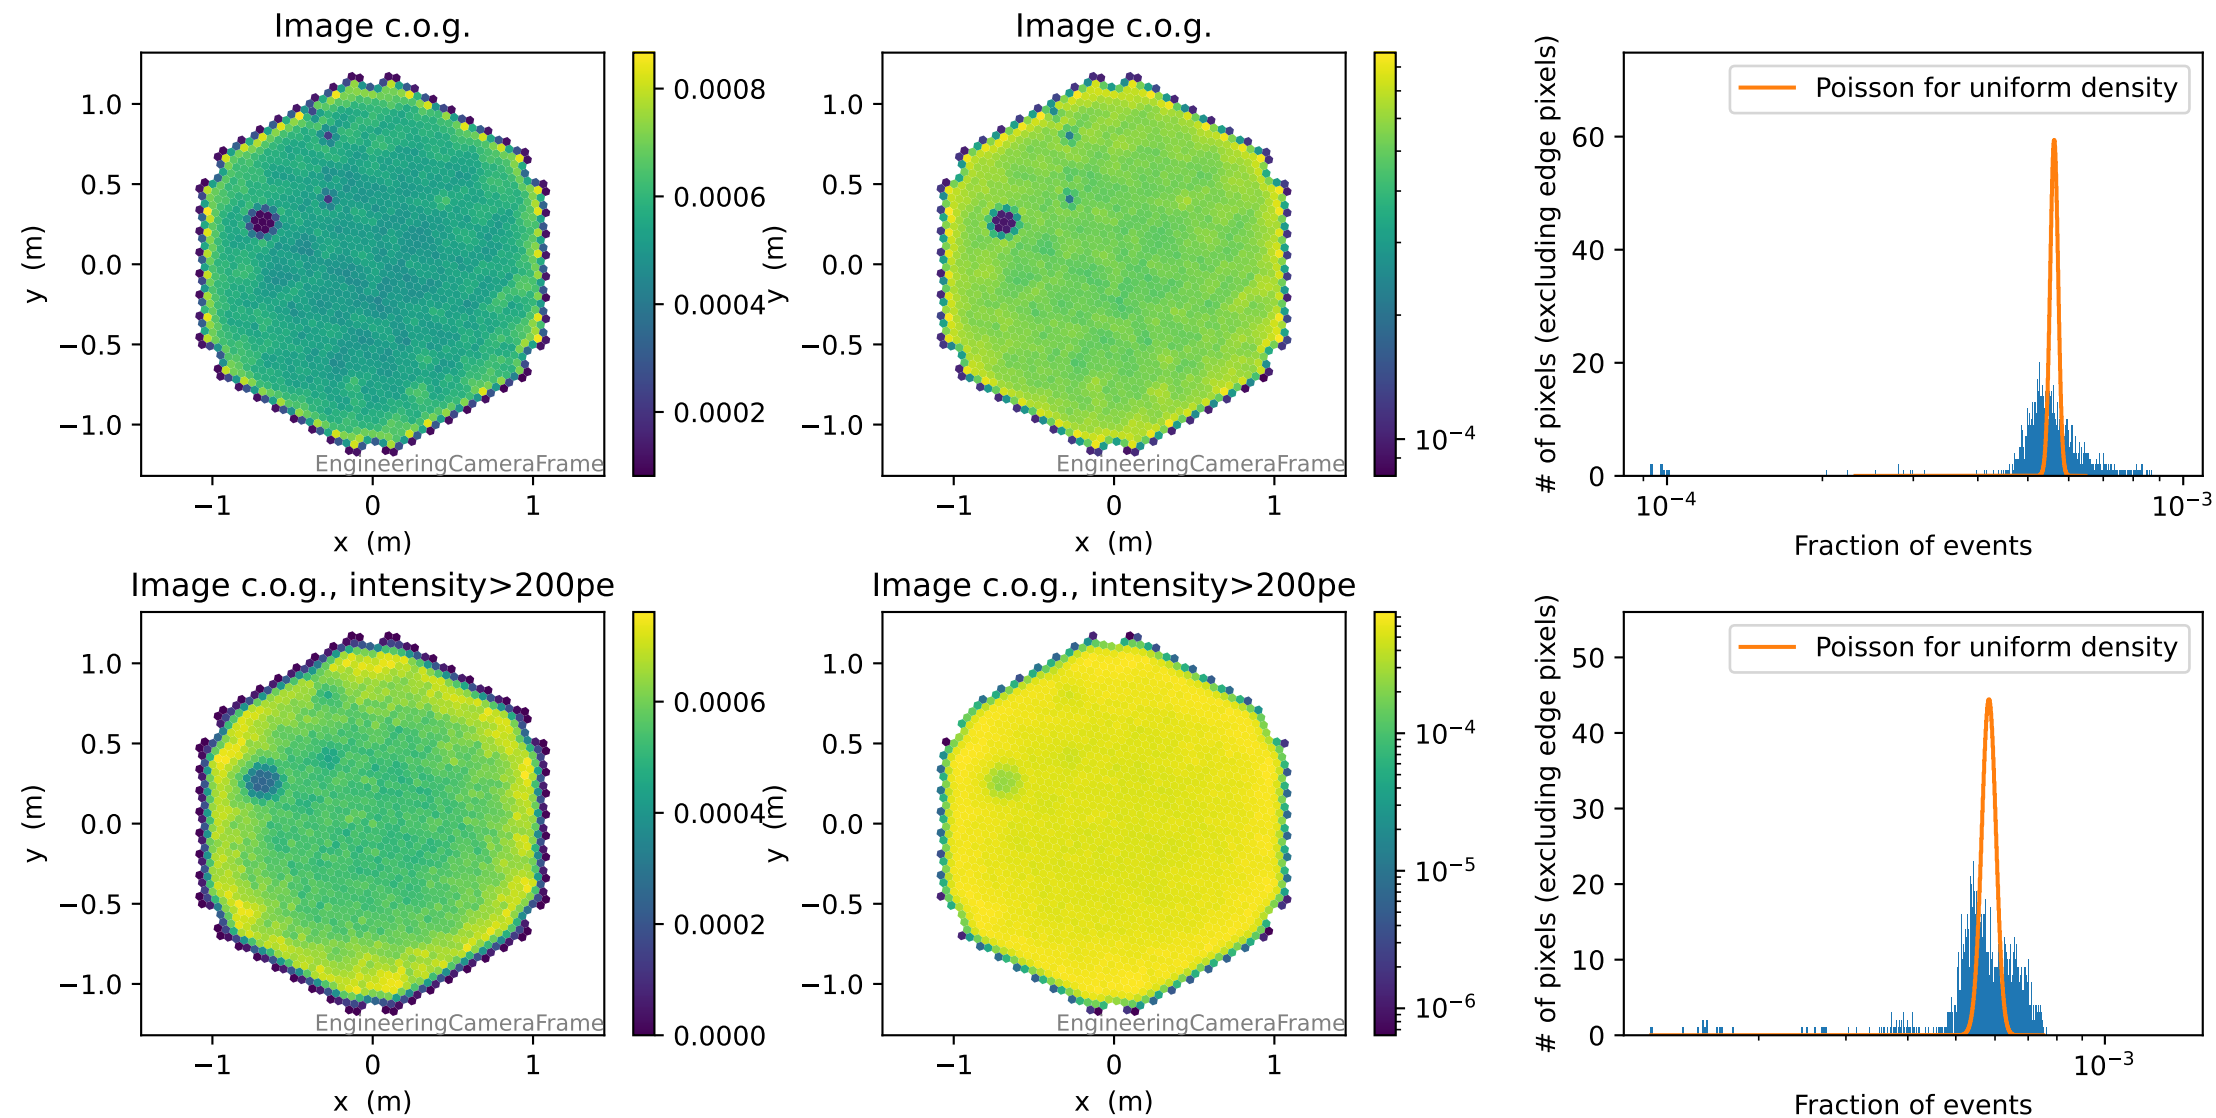 Image c.o.g.
1.0
0.5
0.0
−0.5
−1.0
y (m)
−1
0
1
x (m)
EngineeringCameraFrame
0.0008
0.0006
0.0004
0.0002
Image c.o.g.
1.0
0.5
0.0
−0.5
−1.0
y (m)
−1
0
1
x (m)
EngineeringCameraFrame
10⁻⁴
# of pixels (excluding edge pixels)
60
40
20
0
Poisson for uniform density
10⁻⁴
10⁻³
Fraction of events
Image c.o.g., intensity>200pe
1.0
0.5
0.0
−0.5
−1.0
y (m)
−1
0
1
x (m)
EngineeringCameraFrame
0.0006
0.0004
0.0002
0.0000
Image c.o.g., intensity>200pe
1.0
0.5
0.0
−0.5
−1.0
y (m)
−1
0
1
x (m)
EngineeringCameraFrame
10⁻⁴
10⁻⁵
10⁻⁶
# of pixels (excluding edge pixels)
50
40
30
20
10
0
Poisson for uniform density
10⁻³
Fraction of events